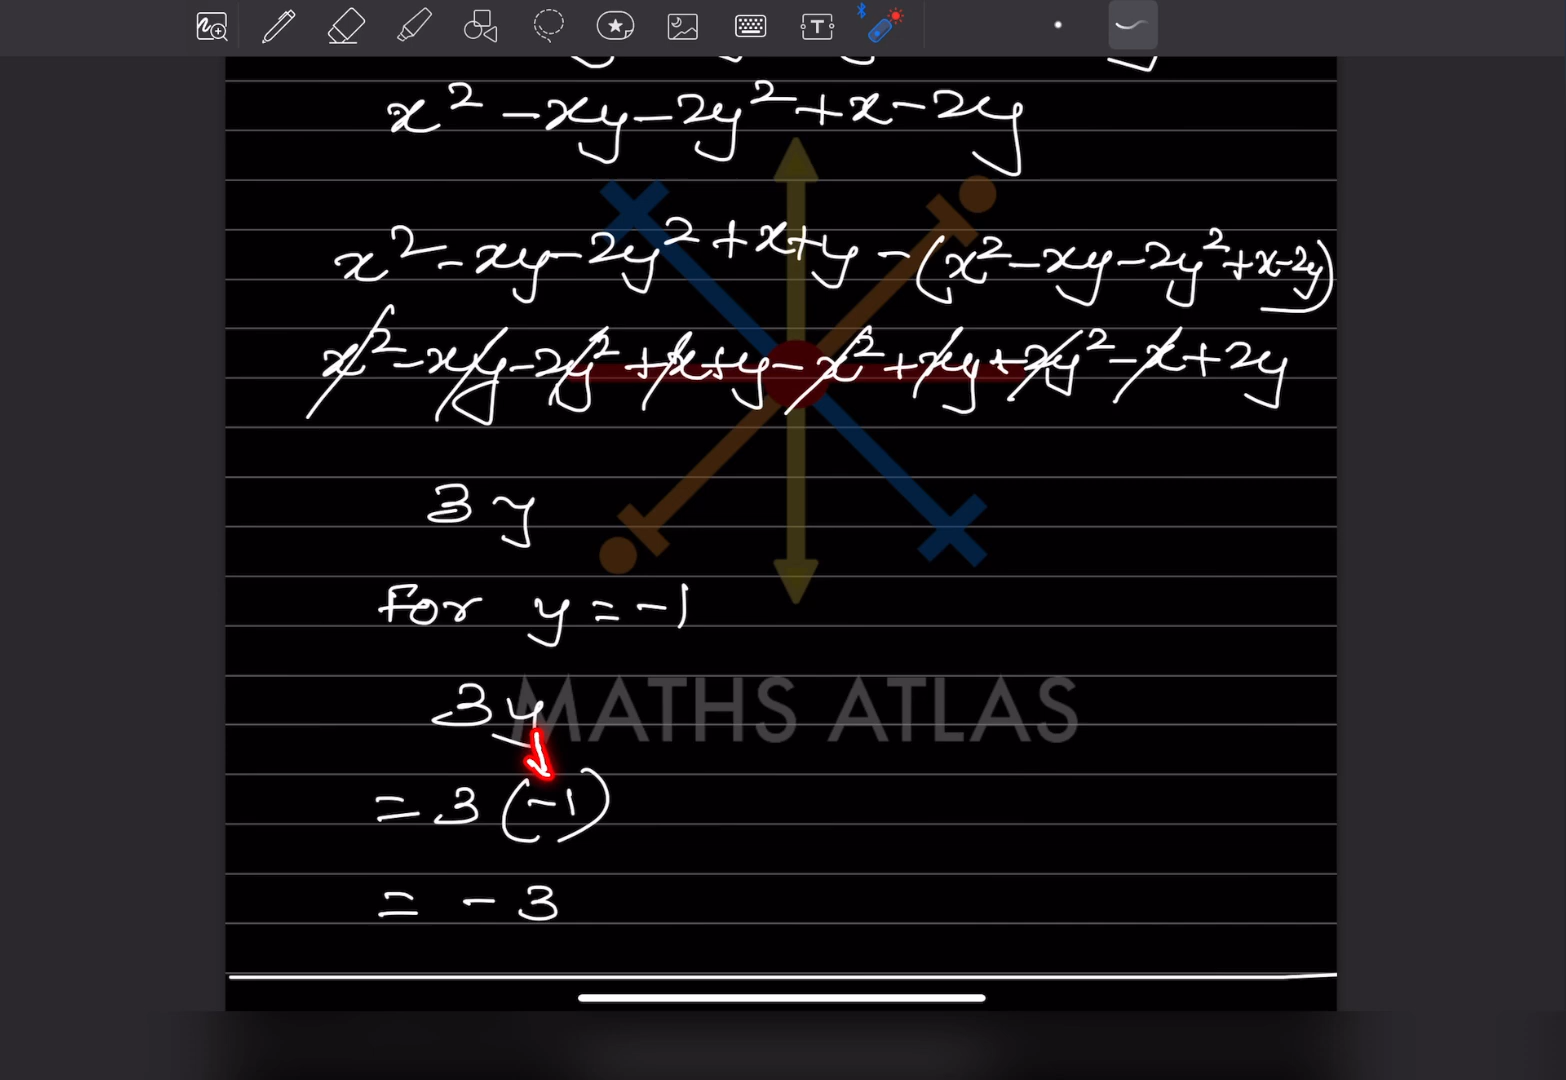 x² - xy - 2y² + x - 2y
x² - xy - 2y² + x + y - (x² - xy - 2y² + x - 2y)
x² - xy - 2y² + x + y - x² + xy + 2y² - x + 2y
3y
For y = -1
3y
MATHS ATLAS
= 3(-1)
= -3